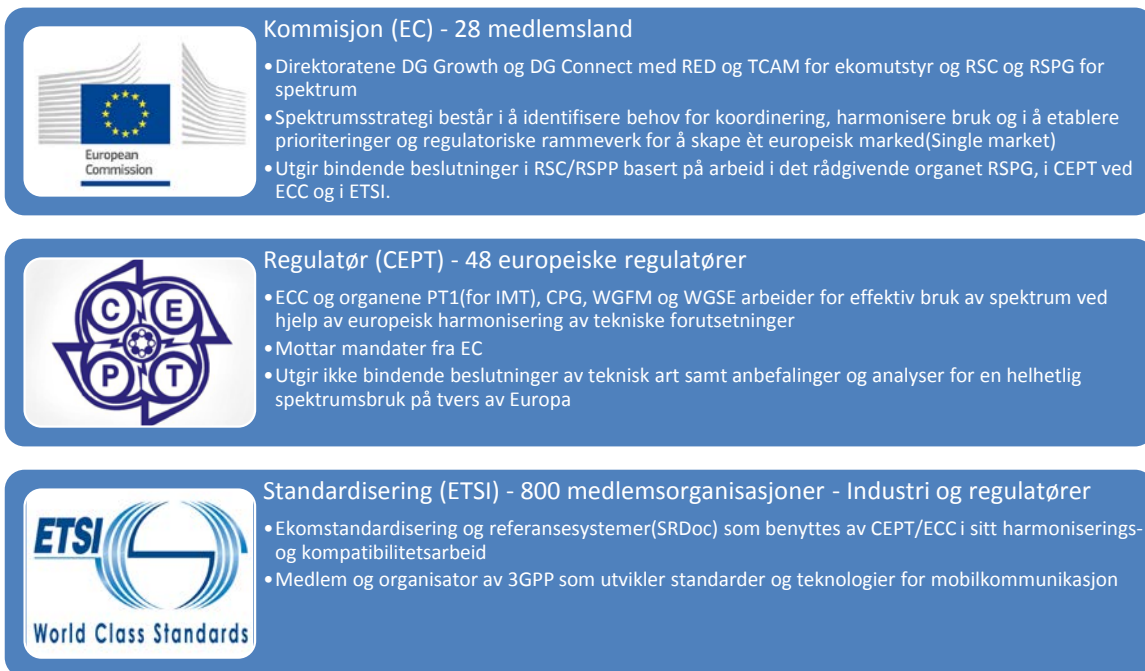 Kommisjon (EC) - 28 medlemsland
•Direktoratene DG Growth og DG Connect med RED og TCAM for ekomutstyr og RSC og RSPG for
spektrum
•Spektrumsstrategi består i å identifisere behov for koordinering, harmonisere bruk og i å etablere
prioriteringer og regulatoriske rammeverk for å skape èt europeisk marked(Single market)
•Utgir bindende beslutninger i RSC/RSPP basert på arbeid i det rådgivende organet RSPG, i CEPT ved
ECC og i ETSI.
European
Commission
Regulatør (CEPT) - 48 europeiske regulatører
•ECC og organene PT1(for IMT), CPG, WGFM og WGSE arbeider for effektiv bruk av spektrum ved
hjelp av europeisk harmonisering av tekniske forutsetninger
•Mottar mandater fra EC
•Utgir ikke bindende beslutninger av teknisk art samt anbefalinger og analyser for en helhetlig
spektrumsbruk på tvers av Europa
C E
P T
Standardisering (ETSI) - 800 medlemsorganisasjoner - Industri og regulatører
•Ekomstandardisering og referansesystemer(SRDoc) som benyttes av CEPT/ECC i sitt harmoniserings-
og kompatibilitetsarbeid
•Medlem og organisator av 3GPP som utvikler standarder og teknologier for mobilkommunikasjon
ETSI
World Class Standards